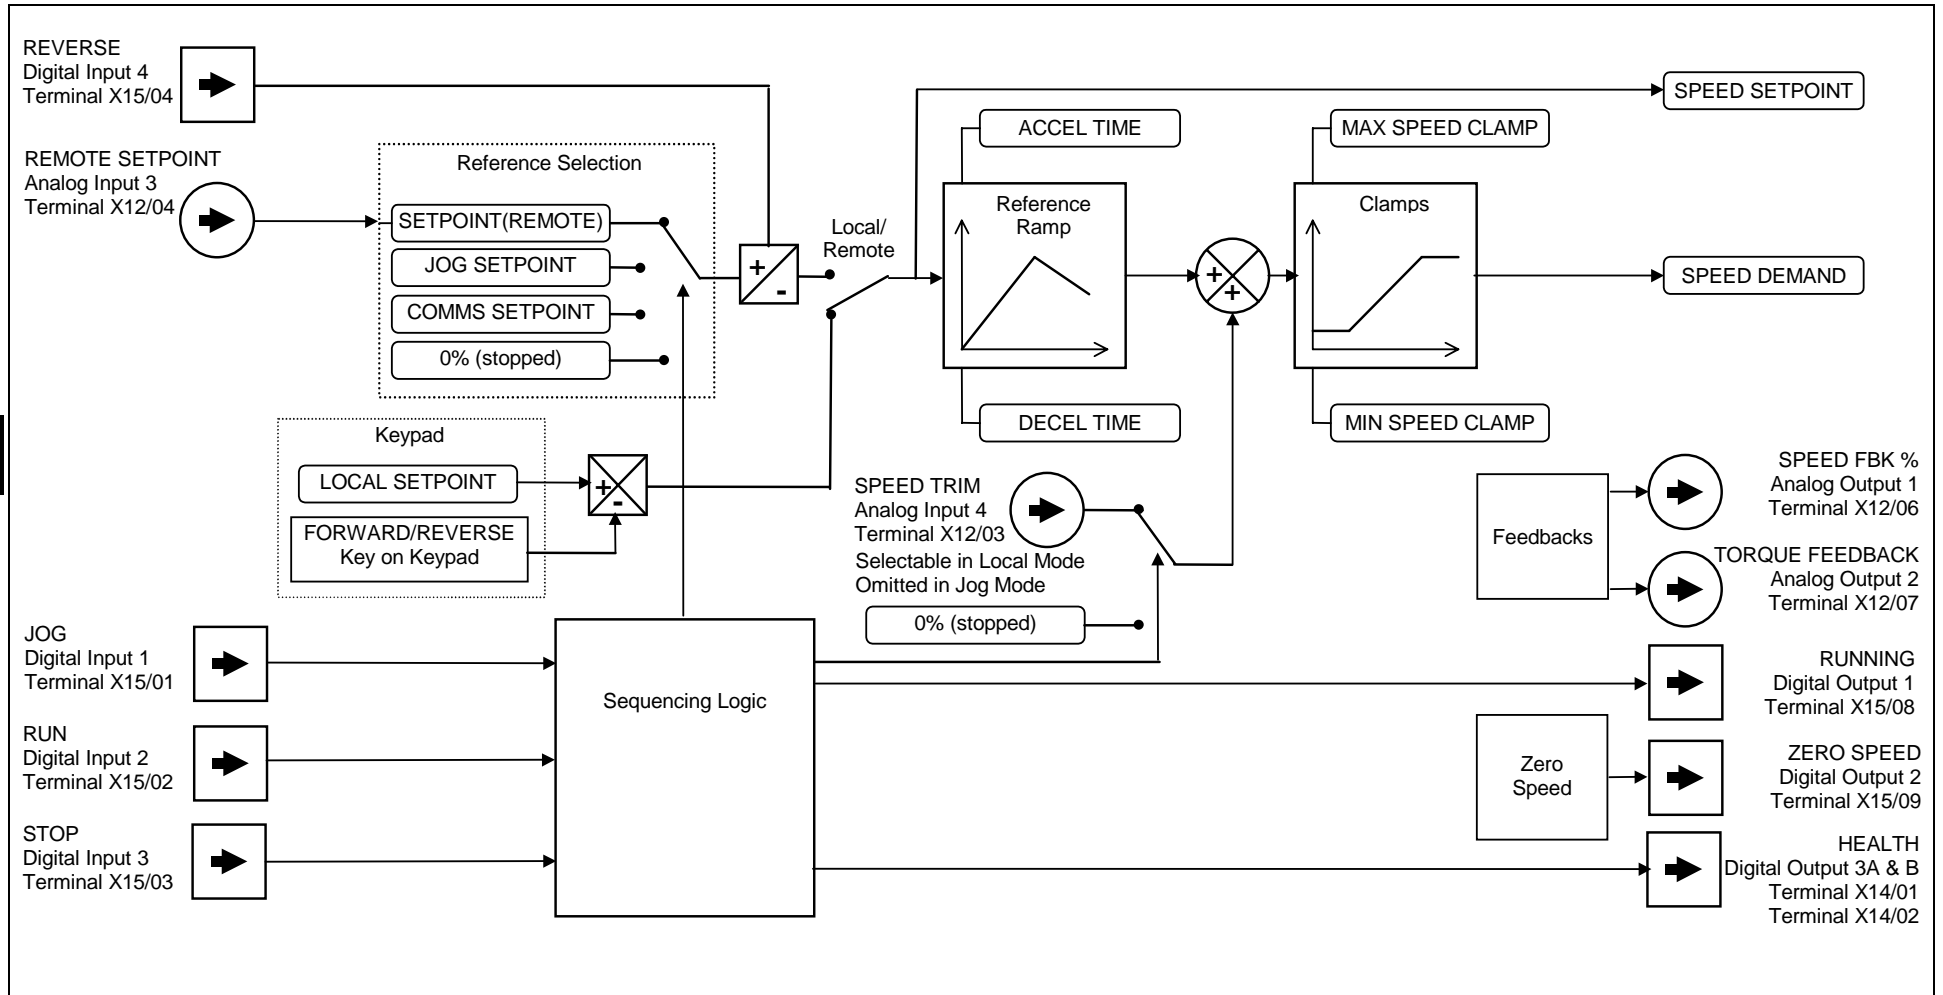 REVERSE
Digital Input 4
Terminal X15/04
REMOTE SETPOINT
Analog Input 3
Terminal X12/04
Reference Selection
SETPOINT(REMOTE)
JOG SETPOINT
COMMS SETPOINT
0% (stopped)
+
-
Local/
Remote
Keypad
LOCAL SETPOINT
FORWARD/REVERSE
Key on Keypad
+
-
ACCEL TIME
Reference
Ramp
DECEL TIME
+
+
MAX SPEED CLAMP
Clamps
MIN SPEED CLAMP
SPEED SETPOINT
SPEED DEMAND
SPEED TRIM
Analog Input 4
Terminal X12/03
Selectable in Local Mode
Omitted in Jog Mode
0% (stopped)
JOG
Digital Input 1
Terminal X15/01
RUN
Digital Input 2
Terminal X15/02
STOP
Digital Input 3
Terminal X15/03
Sequencing Logic
Feedbacks
SPEED FBK %
Analog Output 1
Terminal X12/06
TORQUE FEEDBACK
Analog Output 2
Terminal X12/07
RUNNING
Digital Output 1
Terminal X15/08
Zero
Speed
ZERO SPEED
Digital Output 2
Terminal X15/09
HEALTH
Digital Output 3A & B
Terminal X14/01
Terminal X14/02